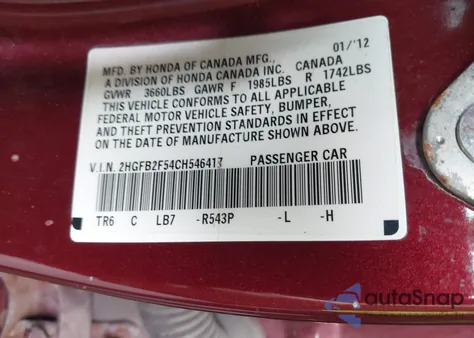 01/'12
MFD. BY HONDA OF CANADA MFG.,
A DIVISION OF HONDA CANADA INC. CANADA
GVWR 3660LBS GAWR F 1985LBS R 1742LBS
THIS VEHICLE CONFORMS TO ALL APPLICABLE
FEDERAL MOTOR VEHICLE SAFETY, BUMPER,
AND THEFT PREVENTION STANDARDS IN EFFECT
ON THE DATE OF MANUFACTURE SHOWN ABOVE.
V.I.N. 2HGFB2F54CH546417 PASSENGER CAR
TR6 C LB7 -R543P -L -H
autoSnap